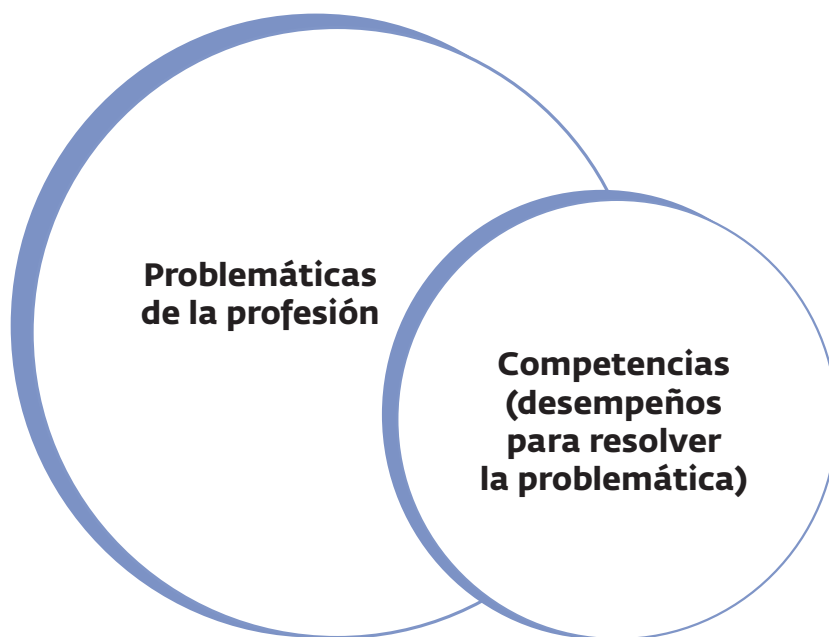 Problemáticas
de la profesión
Competencias
(desempeños
para resolver
la problemática)